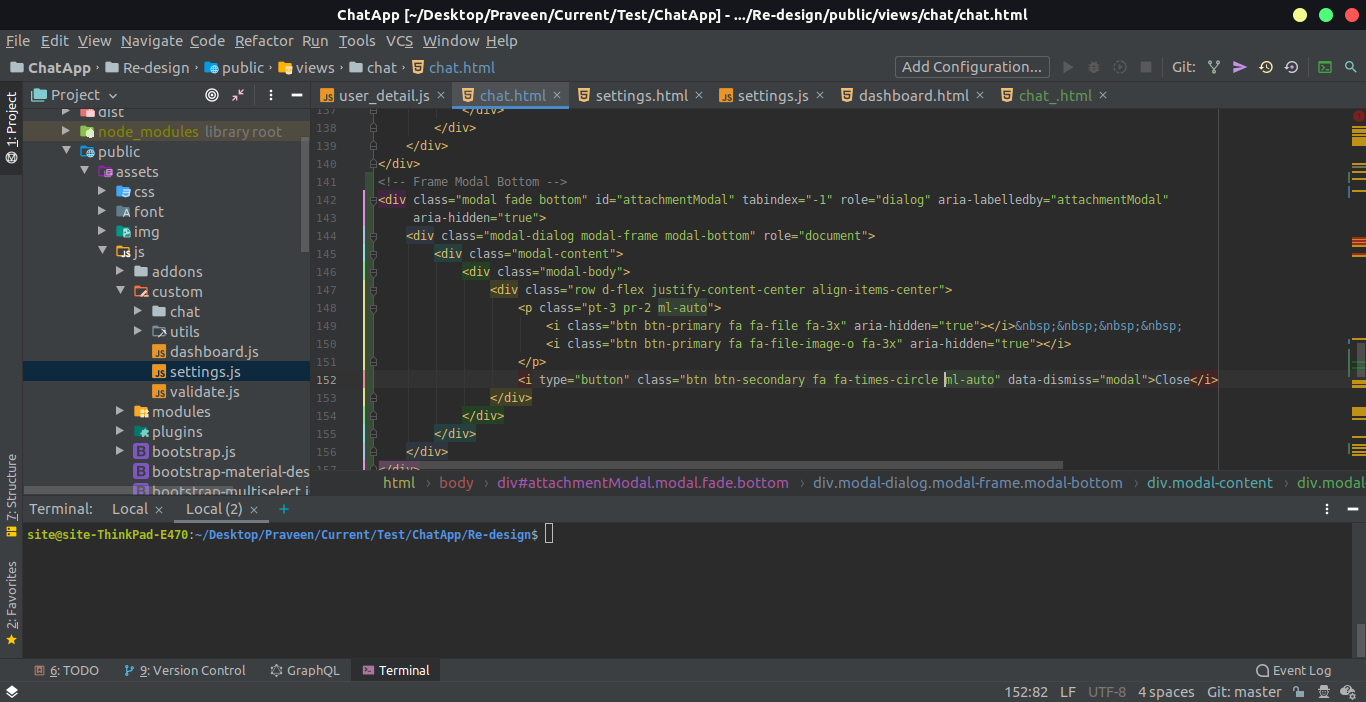 ChatApp [~/Desktop/Praveen/Current/Test/ChatApp] - .../Re-design/public/views/chat/chat.html
File Edit View Navigate Code Refactor Run Tools VCS Window Help
ChatApp › Re-design › public › views › chat › chat.html
Add Configuration...
Git:
Project
user_detail.js × chat.html × settings.html × settings.js × dashboard.html × chat_.html ×
1: Project
7: Structure
2: Favorites
dist
node_modules library root
public
assets
css
font
img
js
addons
custom
chat
utils
dashboard.js
settings.js
validate.js
modules
plugins
bootstrap.js
bootstrap-material-des
bootstrap-multiselect.j
137 </div>
138 </div>
139 </div>
140 </div>
141 <!-- Frame Modal Bottom -->
142 <div class="modal fade bottom" id="attachmentModal" tabindex="-1" role="dialog" aria-labelledby="attachmentModal"
143 aria-hidden="true">
144 <div class="modal-dialog modal-frame modal-bottom" role="document">
145 <div class="modal-content">
146 <div class="modal-body">
147 <div class="row d-flex justify-content-center align-items-center">
148 <p class="pt-3 pr-2 ml-auto">
149 <i class="btn btn-primary fa fa-file fa-3x" aria-hidden="true"></i>&nbsp;&nbsp;&nbsp;&nbsp;
150 <i class="btn btn-primary fa fa-file-image-o fa-3x" aria-hidden="true"></i>
151 </p>
152 <i type="button" class="btn btn-secondary fa fa-times-circle ml-auto" data-dismiss="modal">Close</i>
153 </div>
154 </div>
155 </div>
156 </div>
157 </div>
html › body › div#attachmentModal.modal.fade.bottom › div.modal-dialog.modal-frame.modal-bottom › div.modal-content › div.modal-
Terminal: Local × Local (2) × +
site@site-ThinkPad-E470:~/Desktop/Praveen/Current/Test/ChatApp/Re-design$
6: TODO 9: Version Control GraphQL Terminal Event Log
152:82 LF UTF-8 4 spaces Git: master